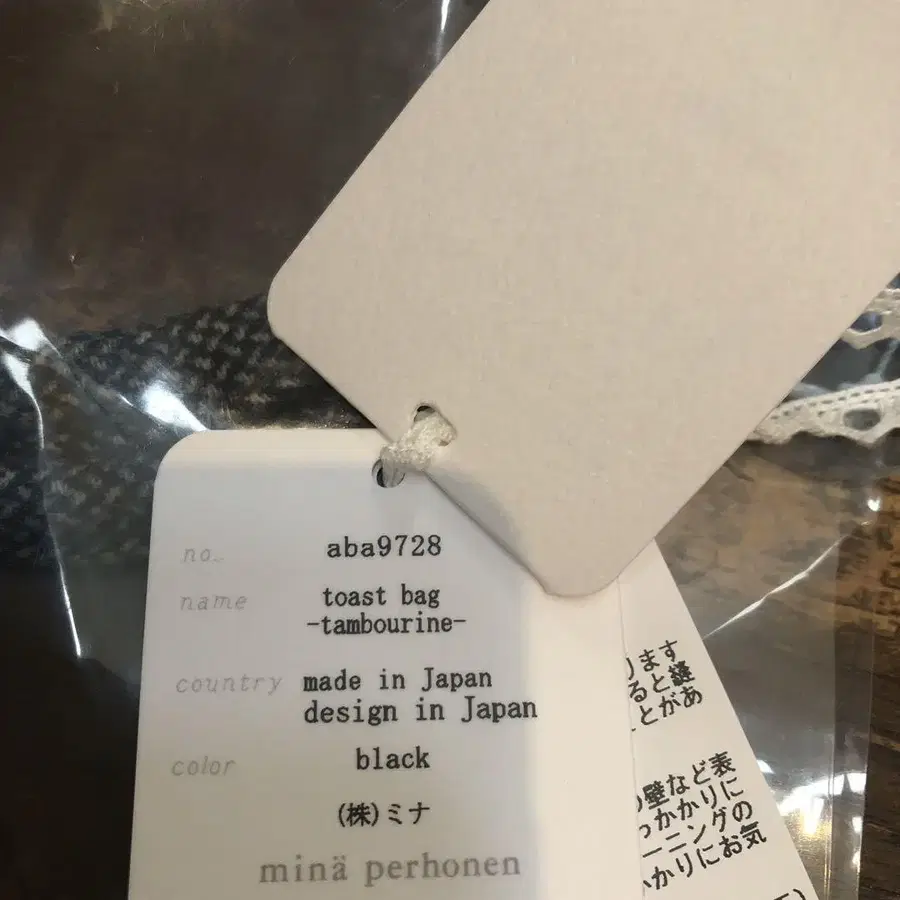 no. aba9728
name toast bag
-tambourine-
country made in Japan
design in Japan
color black
(株)ミナ
minä perhonen
ります
ると縫
とがあ
壁など表
っかかりに
ーニングの
かかりにお気